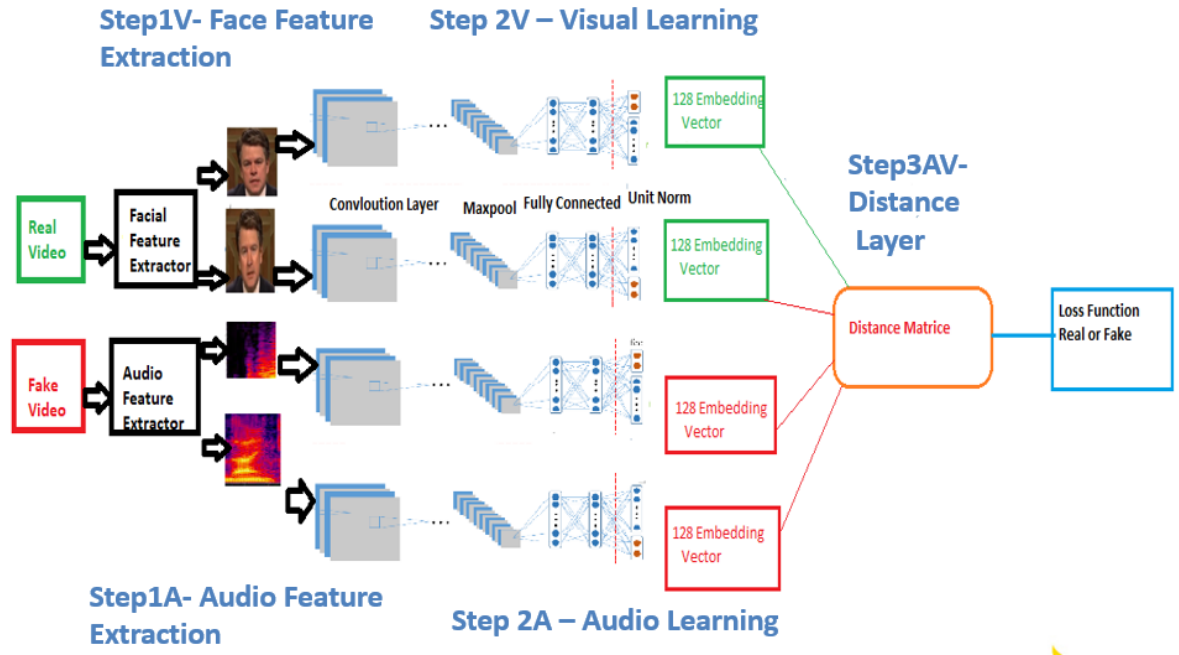 Step1V- Face Feature
Extraction
Step 2V – Visual Learning
128 Embedding
Vector
Step3AV-
Distance
Layer
Real
Video
Facial
Feature
Extractor
Convloution Layer
Maxpool
Fully Connected
Unit Norm
128 Embedding
Vector
Distance Matrice
Loss Function
Real or Fake
Fake
Video
Audio
Feature
Extractor
128 Embedding
Vector
128 Embedding
Vector
Step1A- Audio Feature
Extraction
Step 2A – Audio Learning